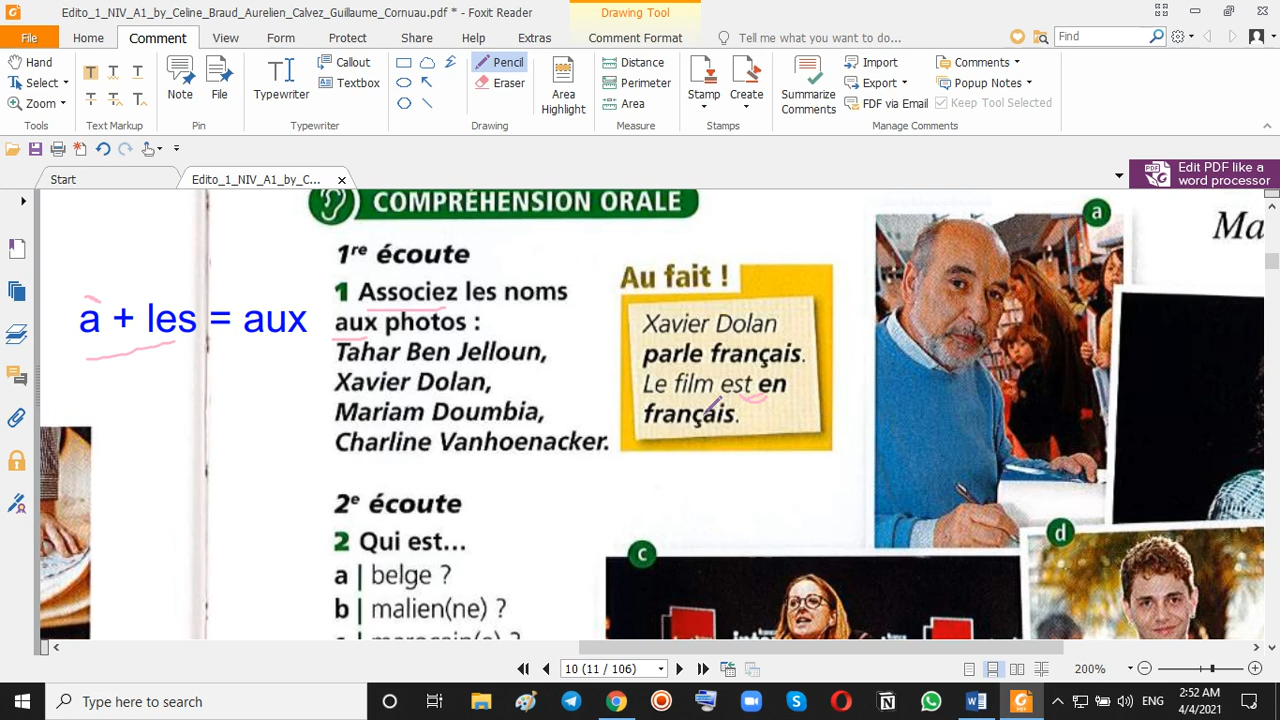 Edito_1_NIV_A1_by_Celine_Braud_Aurelien_Calvez_Guillaume_Cornuau.pdf * - Foxit Reader
Drawing Tool
File Home Comment View Form Protect Share Help Extras Comment Format Tell me what you want to do... Find
Hand
Select
Zoom
Tools
Text Markup
Note
File
Pin
Typewriter
Callout
Textbox
Typewriter
Pencil
Eraser
Area Highlight
Drawing
Distance
Perimeter
Area
Measure
Stamp
Create
Stamps
Summarize Comments
Import
Export
FDF via Email
Comments
Popup Notes
Keep Tool Selected
Manage Comments
Start
Edito_1_NIV_A1_by_C...
Edit PDF like a
word processor
a + les = aux
COMPRÉHENSION ORALE
1re écoute
1 Associez les noms
aux photos :
Tahar Ben Jelloun,
Xavier Dolan,
Mariam Doumbia,
Charline Vanhoenacker.
2e écoute
2 Qui est...
a | belge ?
b | malien(ne) ?
c | marocain(e) ?
Au fait !
Xavier Dolan
parle français.
Le film est en
français.
a
Ma
c
d
10 (11 / 106)
200%
Type here to search
ENG
2:52 AM
4/4/2021